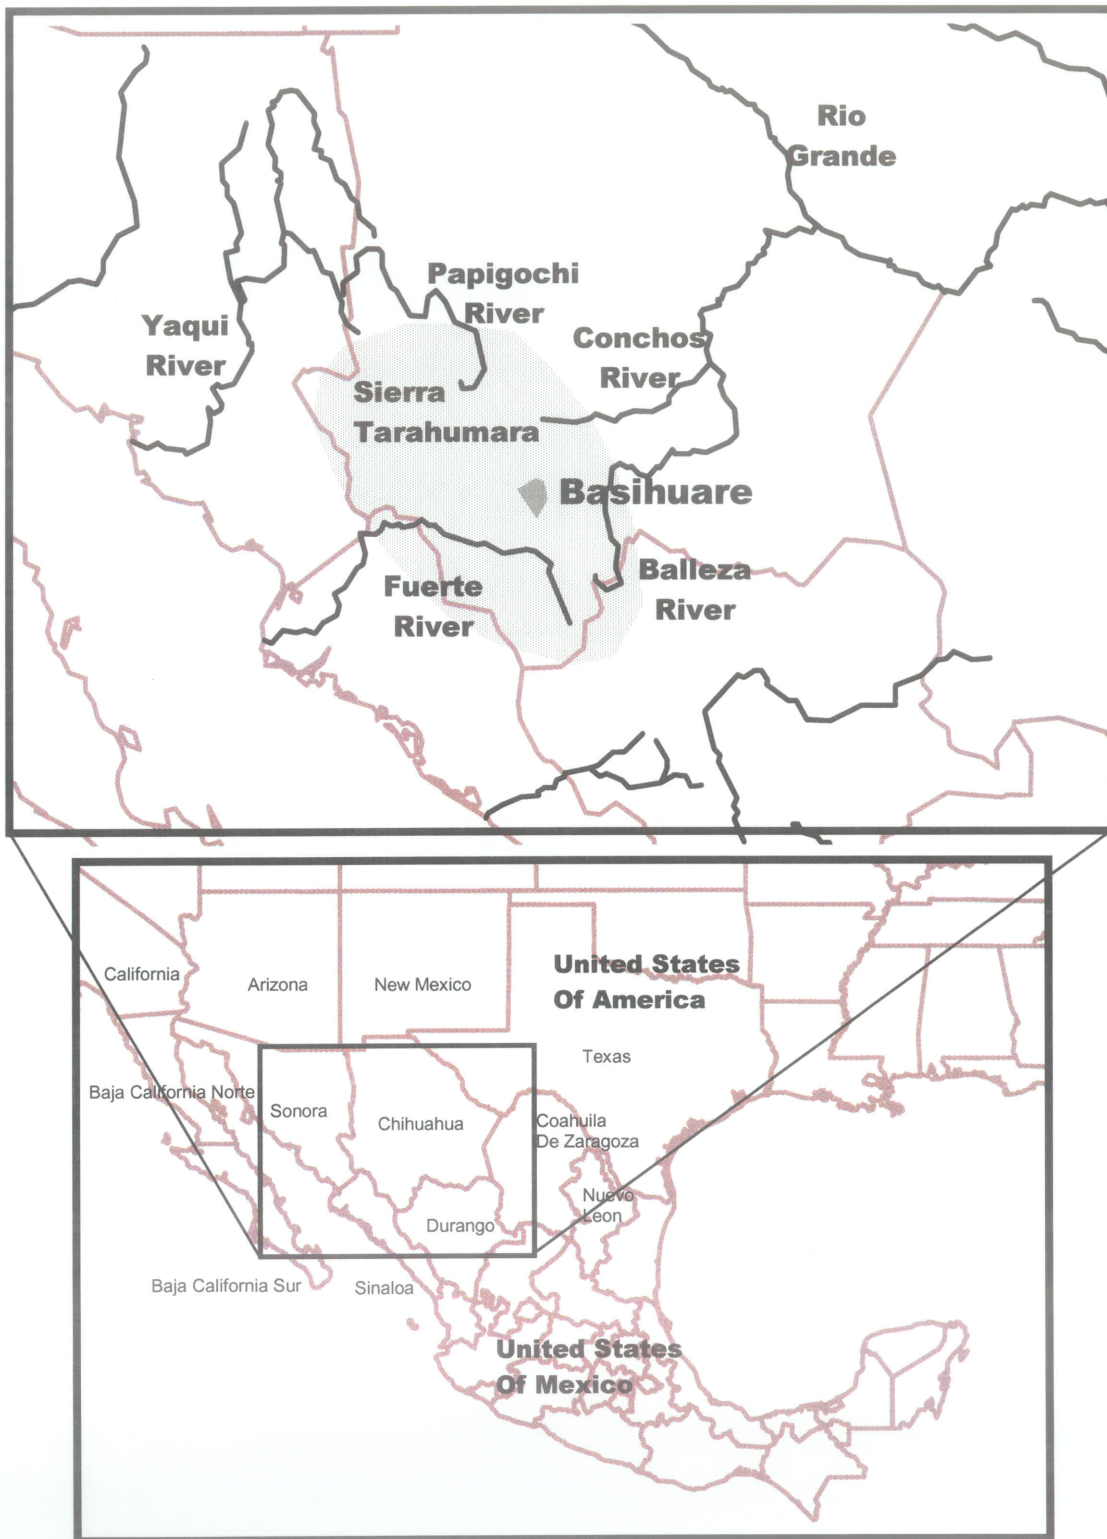 Rio
Grande
Papigochi
River
Yaqui
River
Conchos
River
Sierra
Tarahumara
Basihuare
Fuerte
River
Balleza
River
United States
Of America
California
Arizona
New Mexico
Texas
Baja California Norte
Sonora
Chihuahua
Coahuila
De Zaragoza
Nuevo
Leon
Durango
Baja California Sur
Sinaloa
United States
Of Mexico